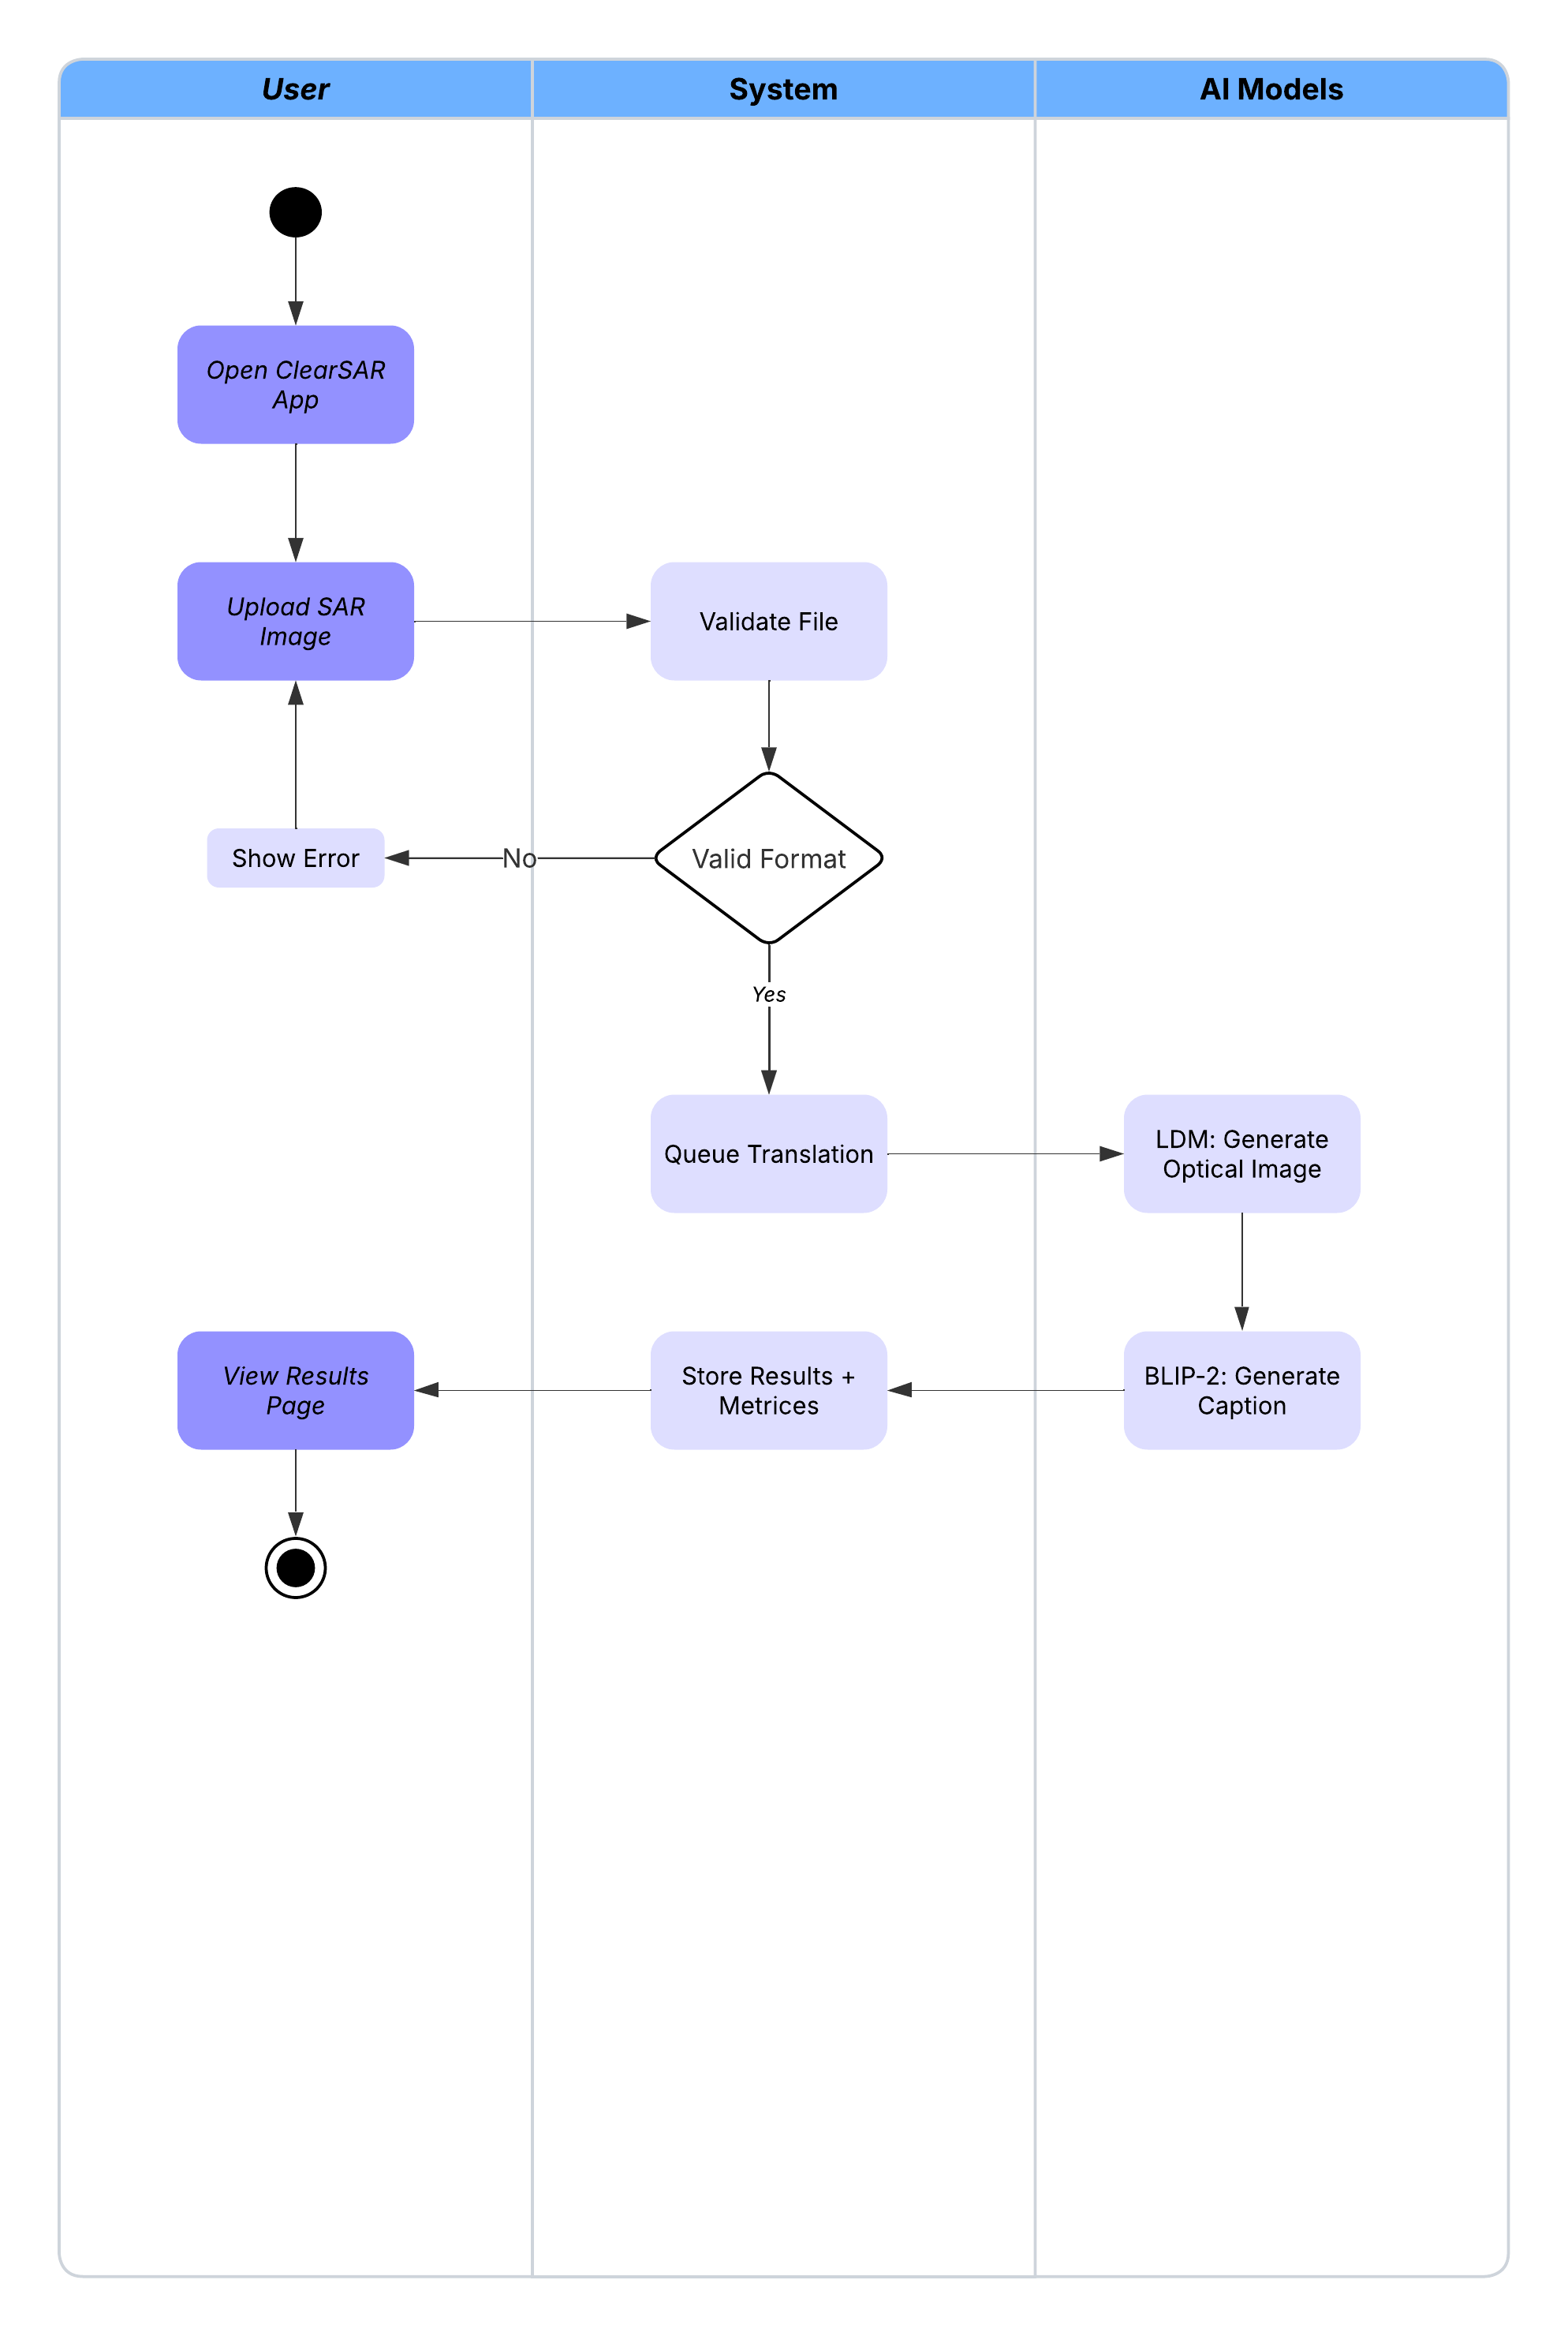 User
System
AI Models
Open ClearSAR
App
Upload SAR
Image
Validate File
Valid Format
No
Show Error
Yes
Queue Translation
LDM: Generate
Optical Image
BLIP-2: Generate
Caption
Store Results +
Metrices
View Results
Page